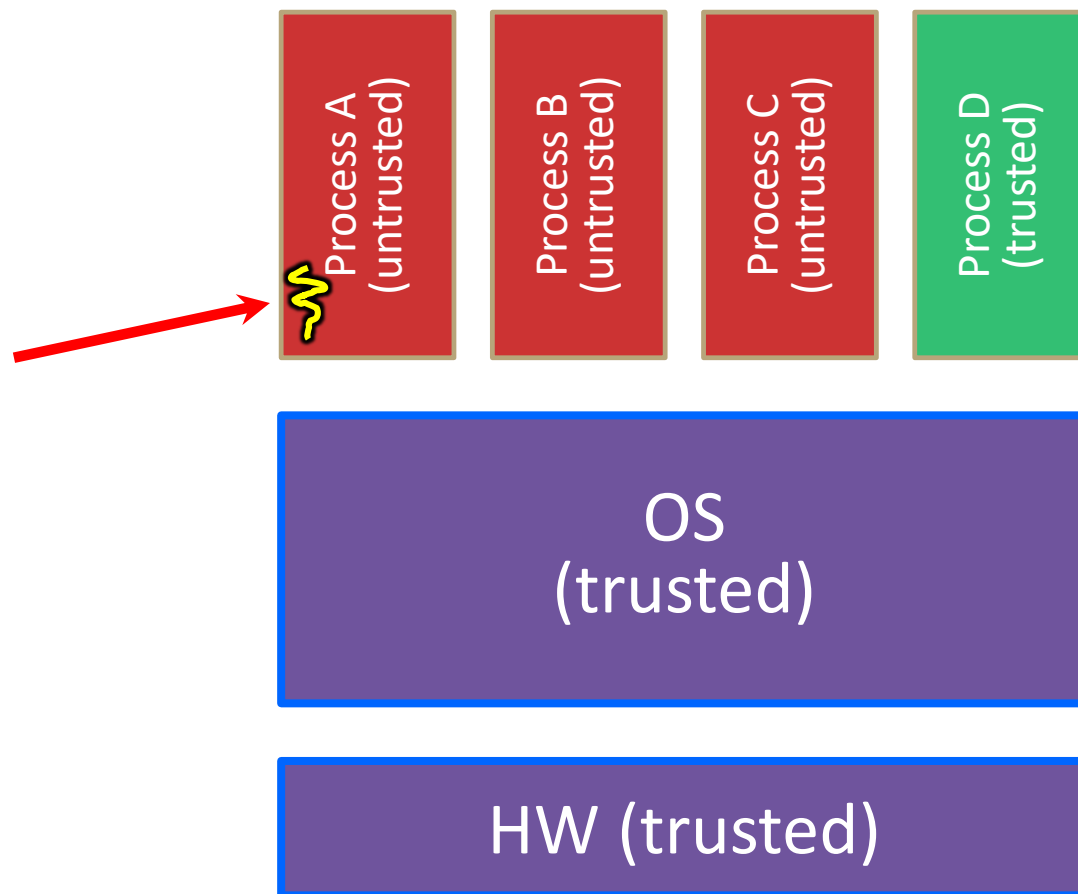 Process A
(untrusted)
Process B
(untrusted)
Process C
(untrusted)
Process D
(trusted)
OS
(trusted)
HW (trusted)